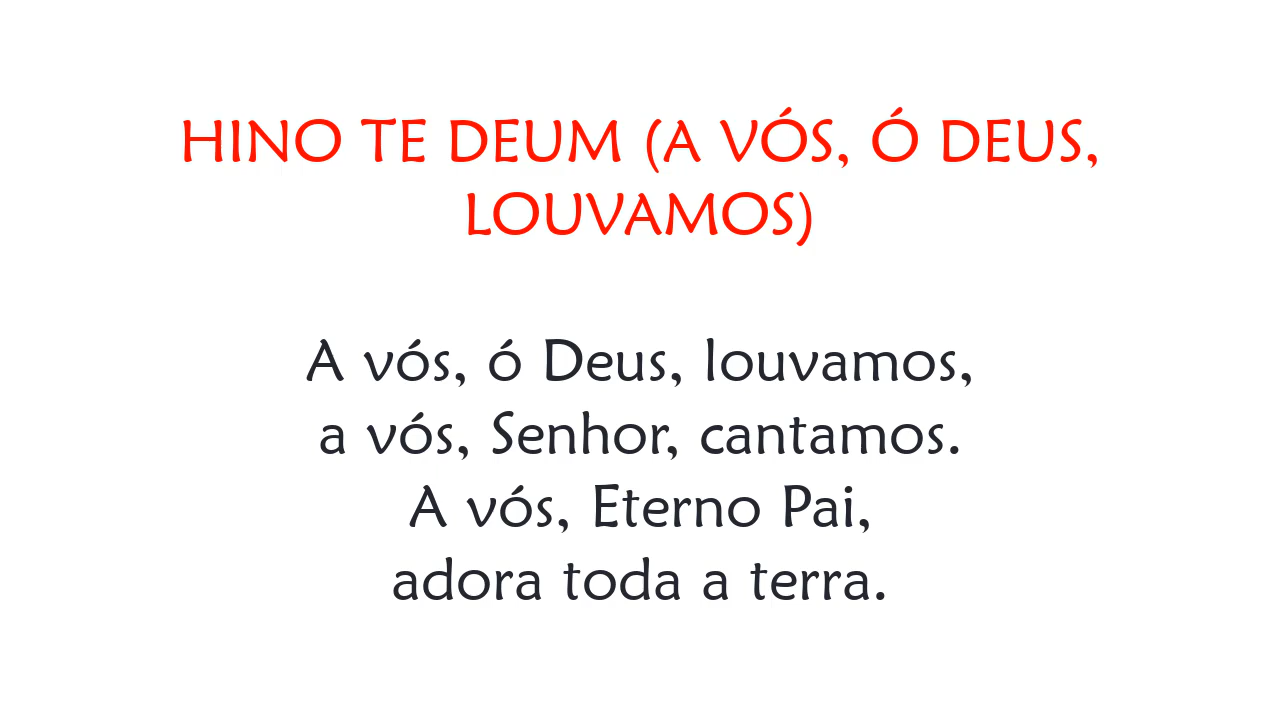 HINO TE DEUM (A VÓS, Ó DEUS,
LOUVAMOS)
A vós, ó Deus, louvamos,
a vós, Senhor, cantamos.
A vós, Eterno Pai,
adora toda a terra.